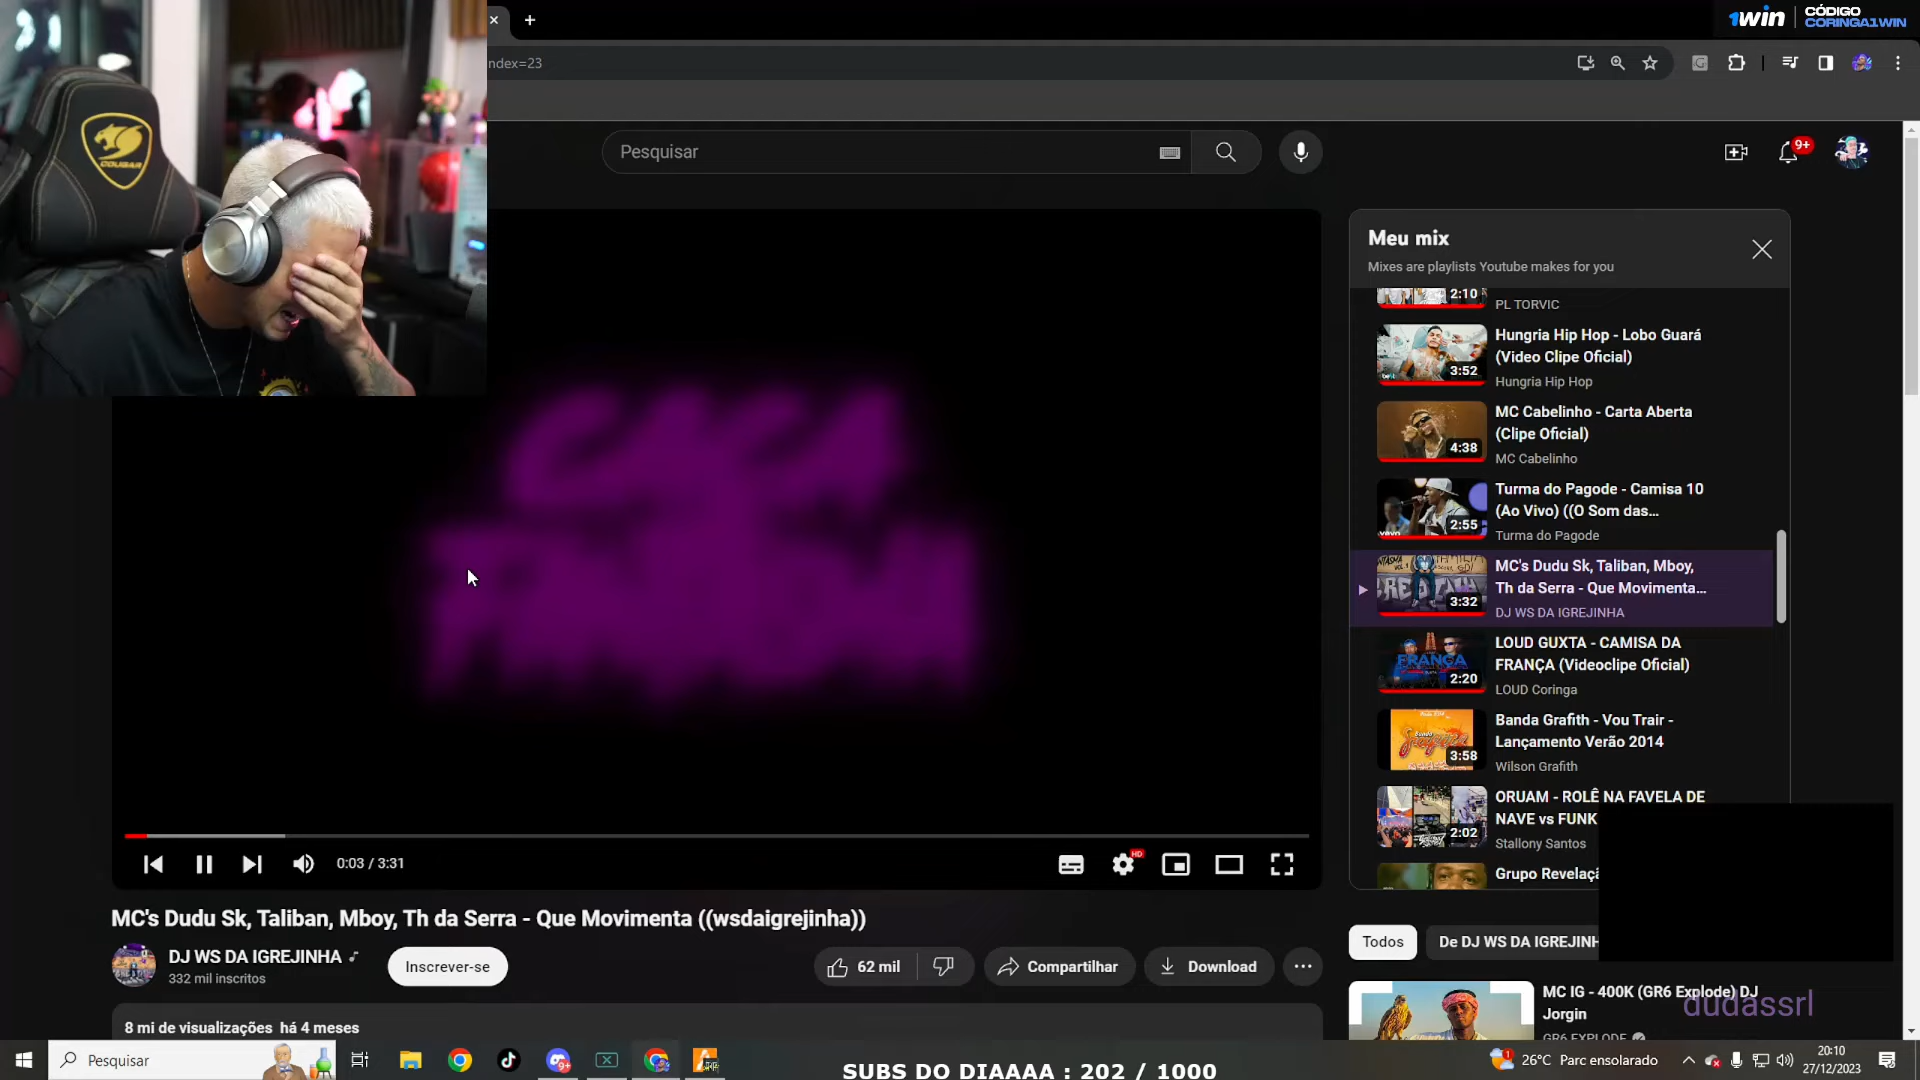 1win
CÓDIGO
CORINGA1WIN
COUGAR
ndex=23
Pesquisar
9+
Meu mix
Mixes are playlists Youtube makes for you
2:10
PL TORVIC
Hungria Hip Hop - Lobo Guará
(Video Clipe Oficial)
3:52
Hungria Hip Hop
MC Cabelinho - Carta Aberta
(Clipe Oficial)
4:38
MC Cabelinho
Turma do Pagode - Camisa 10
(Ao Vivo) ((O Som das...
2:55
vevo
Turma do Pagode
MC's Dudu Sk, Taliban, Mboy,
Th da Serra - Que Movimenta...
3:32
DJ WS DA IGREJINHA
LOUD GUXTA - CAMISA DA
FRANÇA (Videoclipe Oficial)
FRANÇA
2:20
LOUD Coringa
Banda Grafith - Vou Trair -
Lançamento Verão 2014
3:58
Wilson Grafith
ORUAM - ROLÊ NA FAVELA DE
NAVE vs FUNK
2:02
Stallony Santos
Grupo Revelaç
0:03 / 3:31
HD
MC's Dudu Sk, Taliban, Mboy, Th da Serra - Que Movimenta ((wsdaigrejinha))
DJ WS DA IGREJINHA
332 mil inscritos
Inscrever-se
62 mil
Compartilhar
Download
Todos
De DJ WS DA IGREJINH
8 mi de visualizações há 4 meses
MC IG - 400K (GR6 Explode) DJ
Jorgin
GR6 EXPLODE
dudassrl
Pesquisar
9+
SUBS DO DIAAAA : 202 / 1000
1
26°C Parc ensolarado
20:10
27/12/2023